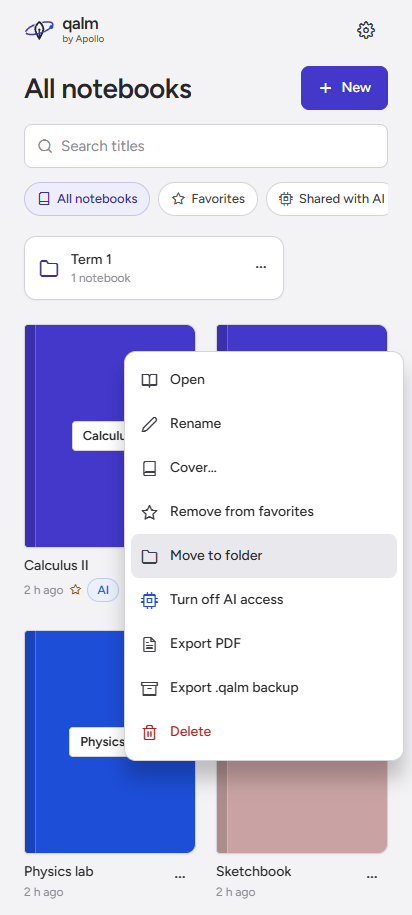 qalm
by Apollo
All notebooks
New
Search titles
All notebooks
Favorites
Shared with AI
Term 1
1 notebook
...
Open
Rename
Calculu
Cover...
Remove from favorites
Move to folder
Calculus II
2 h ago
AI
Turn off AI access
Export PDF
Export .qalm backup
Physics
Delete
Physics lab
...
Sketchbook
...
2 h ago
2 h ago